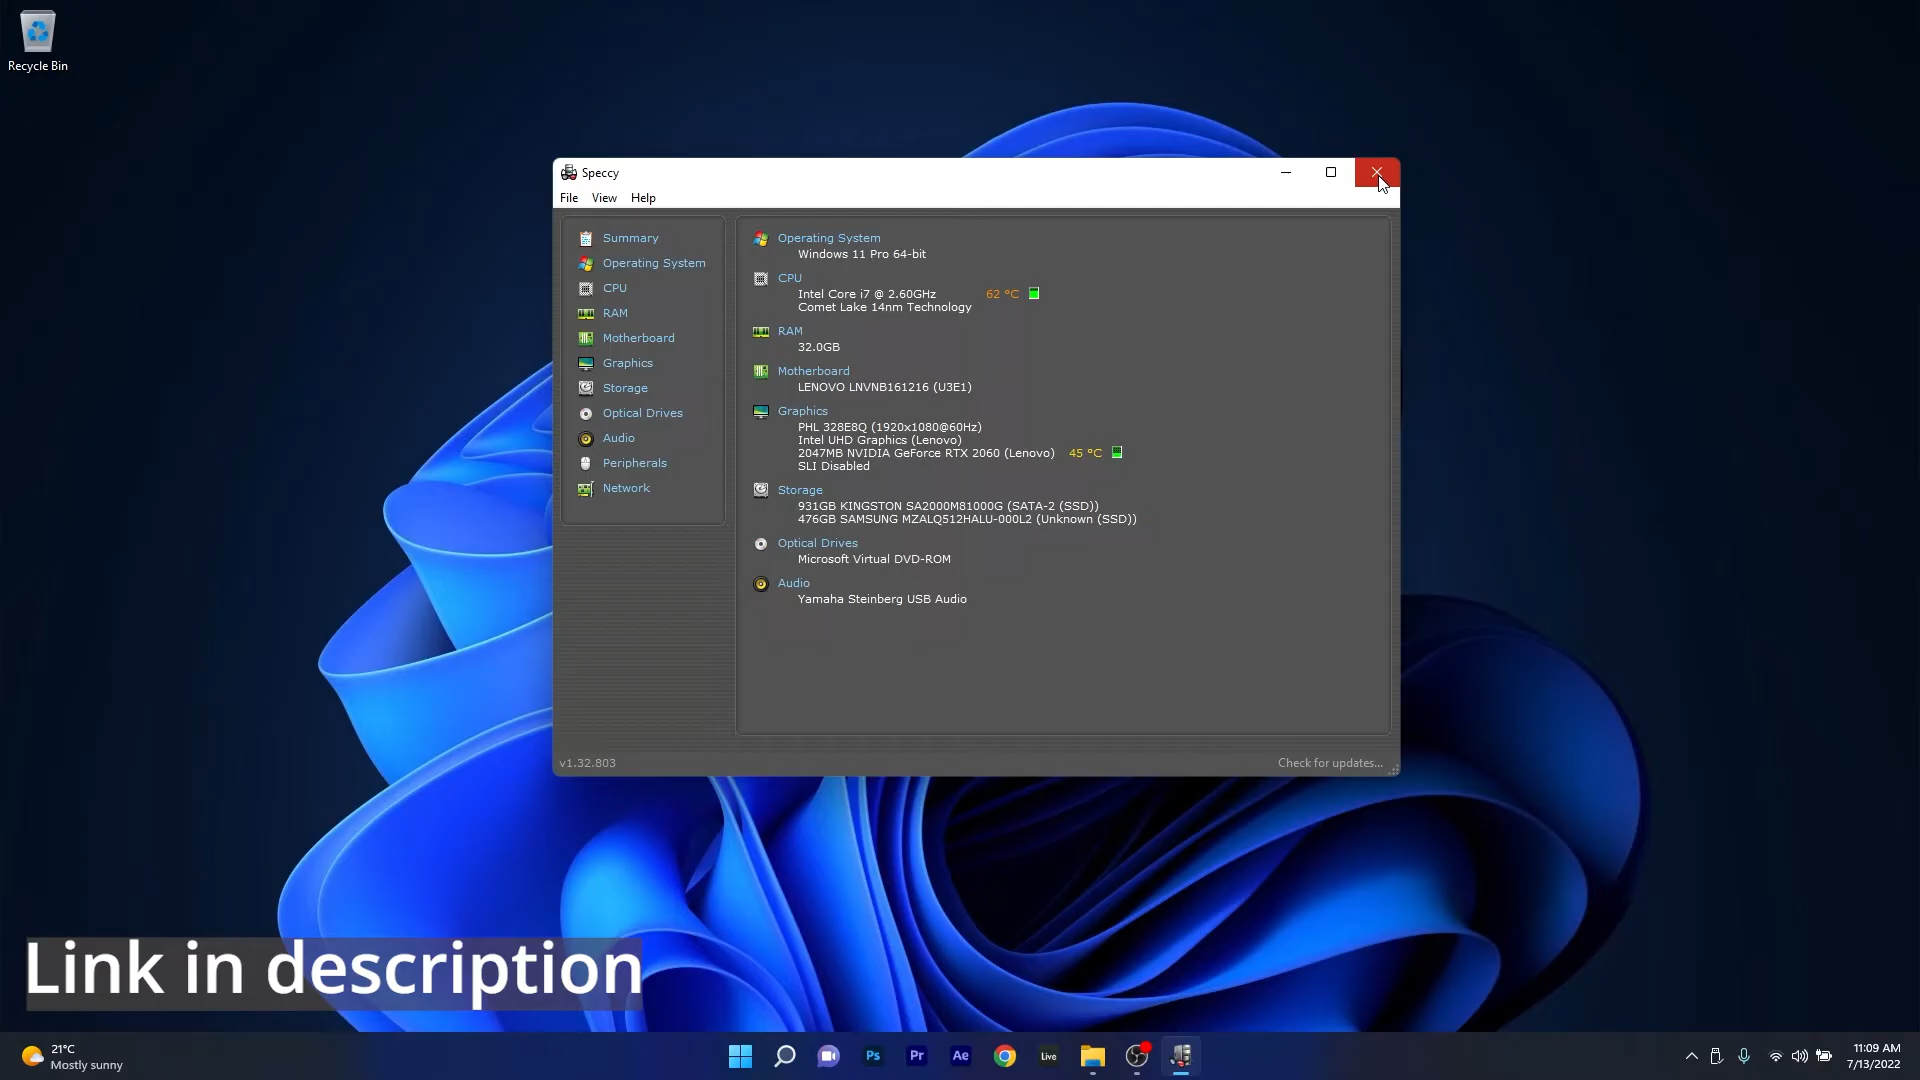 Recycle Bin
Speccy
File View Help
Summary
Operating System
CPU
RAM
Motherboard
Graphics
Storage
Optical Drives
Audio
Peripherals
Network
Operating System
Windows 11 Pro 64-bit
CPU
Intel Core i7 @ 2.60GHz 62 °C
Comet Lake 14nm Technology
RAM
32.0GB
Motherboard
LENOVO LNVNB161216 (U3E1)
Graphics
PHL 328E8Q (1920x1080@60Hz)
Intel UHD Graphics (Lenovo)
2047MB NVIDIA GeForce RTX 2060 (Lenovo) 45 °C
SLI Disabled
Storage
931GB KINGSTON SA2000M81000G (SATA-2 (SSD))
476GB SAMSUNG MZALQ512HALU-000L2 (Unknown (SSD))
Optical Drives
Microsoft Virtual DVD-ROM
Audio
Yamaha Steinberg USB Audio
v1.32.803
Check for updates...
Link in description
21°C
Mostly sunny
Ps Pr Ae Live
11:09 AM
7/13/2022